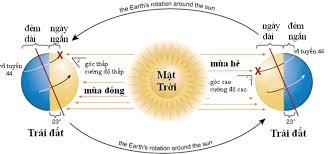 the Earth's rotation around the sun
đêm dài
ngày ngắn
vĩ tuyến 44
góc thấp
cường độ thấp
mùa đông
23°
Trái đất
Mặt Trời
đêm ngắn
ngày dài
vĩ tuyến 44
mùa hè
góc cao
cường độ cao
23°
Trái đất
the Earth's rotation around the sun